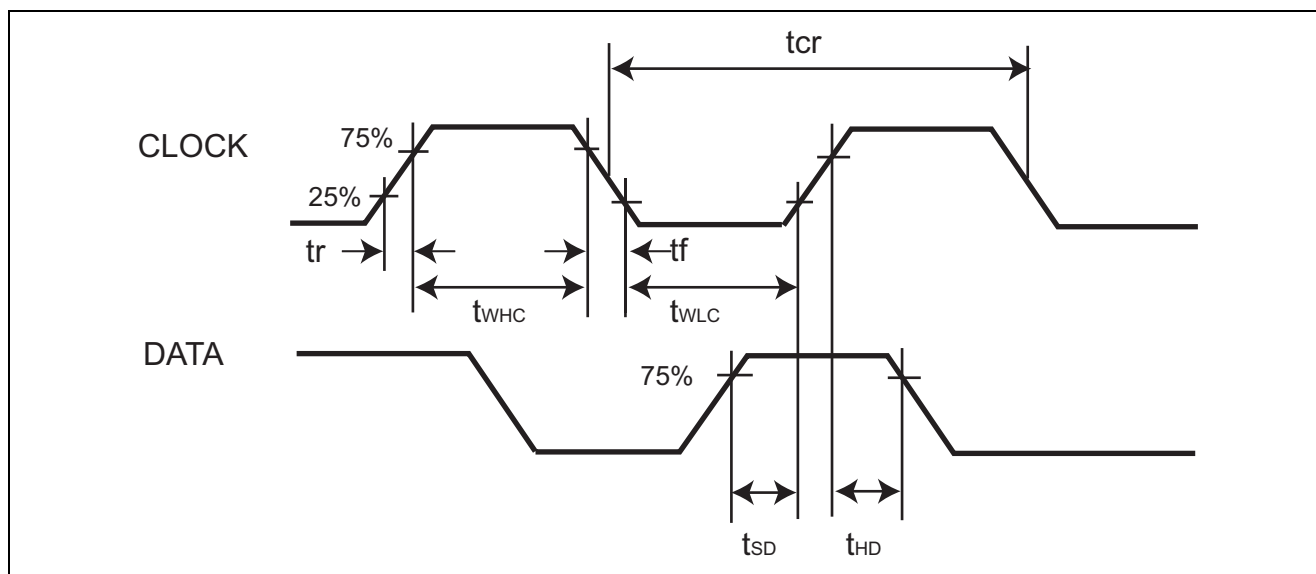 tcr
CLOCK
75%
25%
tr
tf
tWHC
tWLC
DATA
75%
tSD
tHD